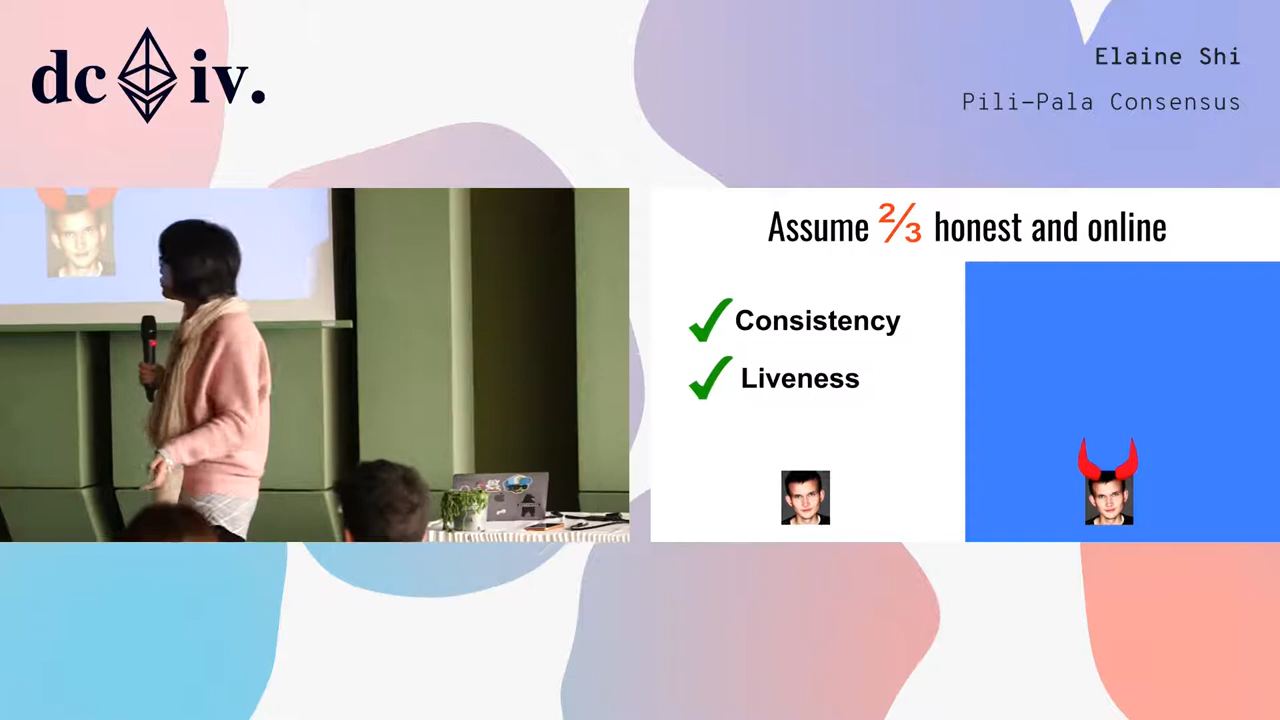 dc iv.
Elaine Shi
Pili-Pala Consensus
Assume ⅔ honest and online
Consistency
Liveness